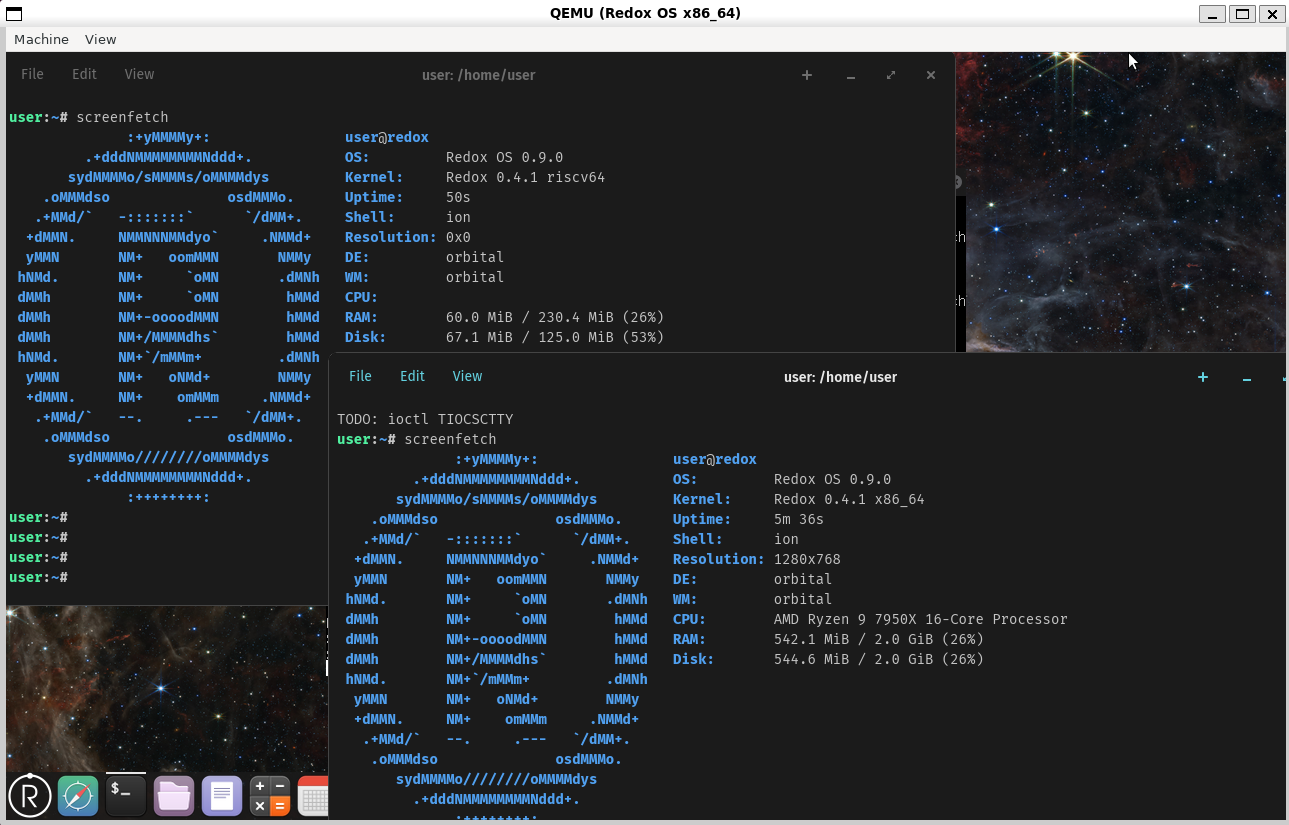 QEMU (Redox OS x86_64)
Machine View
File Edit View user: /home/user
user:~# screenfetch
:+yMMMMy+: user@redox
.+dddNMMMMMMMMNddd+. OS: Redox OS 0.9.0
sydMMMMo/sMMMMs/oMMMMdys Kernel: Redox 0.4.1 riscv64
.oMMMdso osdMMMo. Uptime: 50s
.+MMd/` -:::::::` `/dMM+. Shell: ion
+dMMN. NMMNNNMMdyo` .NMMd+ Resolution: 0x0
yMMN NM+ oomMMN NMMy DE: orbital
hNMd. NM+ `oMN .dMNh WM: orbital
dMMh NM+ `oMN hMMd CPU:
dMMh NM+-oooodMMN hMMd RAM: 60.0 MiB / 230.4 MiB (26%)
dMMh NM+/MMMMdhs` hMMd Disk: 67.1 MiB / 125.0 MiB (53%)
hNMd. NM+`/mMMm+ .dMNh
yMMN NM+ oNMd+ NMMy
+dMMN. NM+ omMMm .NMMd+
.+MMd/` --. .--- `/dMM+.
.oMMMdso osdMMMo.
sydMMMMo////////oMMMMdys
.+dddNMMMMMMMMNddd+.
:++++++++:
user:~#
user:~#
user:~#
user:~#
ch
ch
File Edit View user: /home/user
TODO: ioctl TIOCSCTTY
user:~# screenfetch
:+yMMMMy+: user@redox
.+dddNMMMMMMMMNddd+. OS: Redox OS 0.9.0
sydMMMMo/sMMMMs/oMMMMdys Kernel: Redox 0.4.1 x86_64
.oMMMdso osdMMMo. Uptime: 5m 36s
.+MMd/` -:::::::` `/dMM+. Shell: ion
+dMMN. NMMNNNMMdyo` .NMMd+ Resolution: 1280x768
yMMN NM+ oomMMN NMMy DE: orbital
hNMd. NM+ `oMN .dMNh WM: orbital
dMMh NM+ `oMN hMMd CPU: AMD Ryzen 9 7950X 16-Core Processor
dMMh NM+-oooodMMN hMMd RAM: 542.1 MiB / 2.0 GiB (26%)
dMMh NM+/MMMMdhs` hMMd Disk: 544.6 MiB / 2.0 GiB (26%)
hNMd. NM+`/mMMm+ .dMNh
yMMN NM+ oNMd+ NMMy
+dMMN. NM+ omMMm .NMMd+
.+MMd/` --. .--- `/dMM+.
.oMMMdso osdMMMo.
sydMMMMo////////oMMMMdys
.+dddNMMMMMMMMNddd+.
:++++++++:
R $_